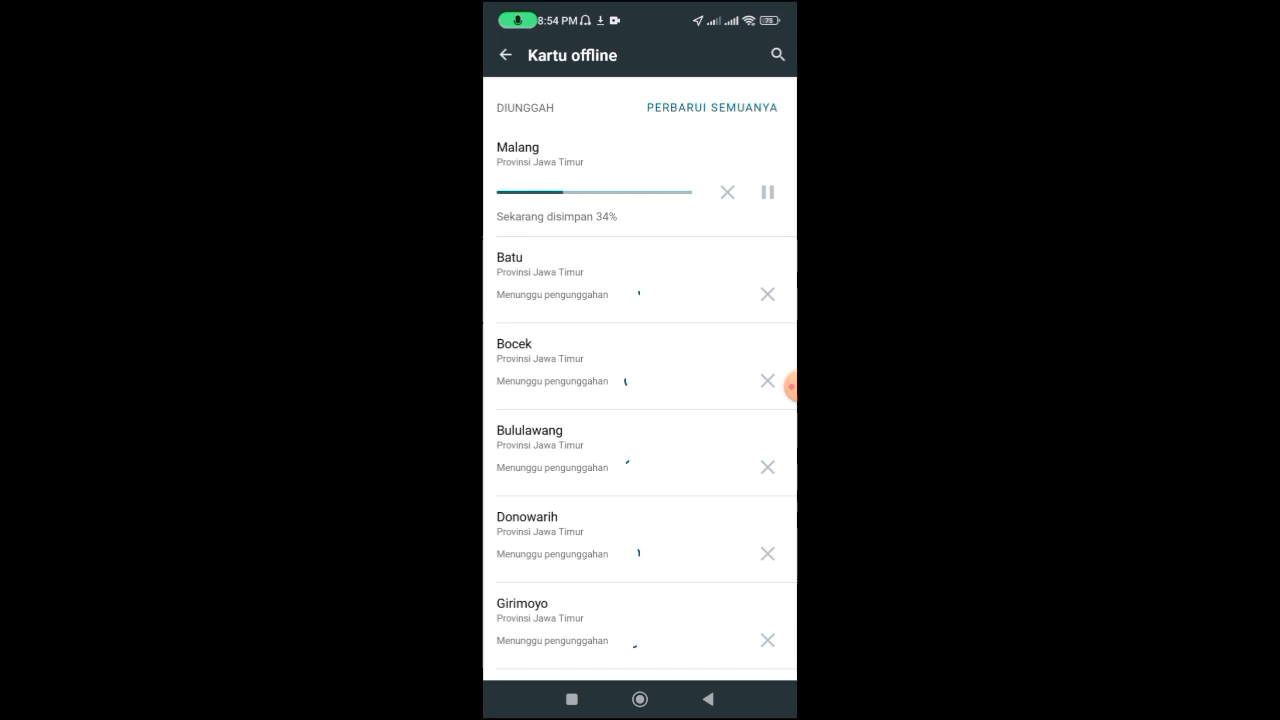 8:54 PM
75
Kartu offline
DIUNGGAH
PERBARUI SEMUANYA
Malang
Provinsi Jawa Timur
Sekarang disimpan 34%
Batu
Provinsi Jawa Timur
Menunggu pengunggahan
Bocek
Provinsi Jawa Timur
Menunggu pengunggahan
Bululawang
Provinsi Jawa Timur
Menunggu pengunggahan
Donowarih
Provinsi Jawa Timur
Menunggu pengunggahan
Girimoyo
Provinsi Jawa Timur
Menunggu pengunggahan